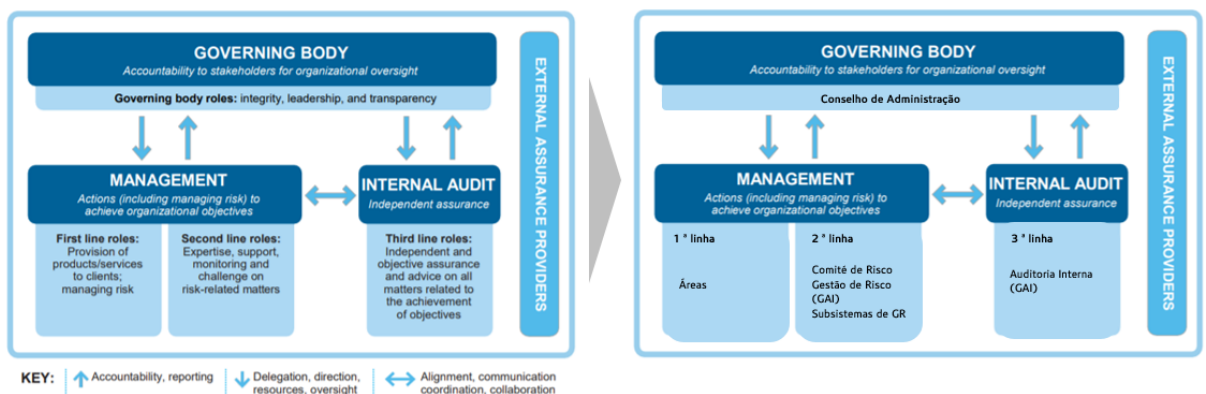 GOVERNING BODY
Accountability to stakeholders for organizational oversight
Governing body roles: integrity, leadership, and transparency
MANAGEMENT
Actions (including managing risk) to
achieve organizational objectives
INTERNAL AUDIT
Independent assurance
First line roles:
Provision of
products/services
to clients;
managing risk
Second line roles:
Expertise, support,
monitoring and
challenge on
risk-related matters
Third line roles:
Independent and
objective assurance
and advice on all
matters related to
the achievement
of objectives
EXTERNAL ASSURANCE PROVIDERS
KEY:
Accountability, reporting
Delegation, direction,
resources, oversight
Alignment, communication
coordination, collaboration
GOVERNING BODY
Accountability to stakeholders for organizational oversight
Conselho de Administração
MANAGEMENT
Actions (including managing risk) to
achieve organizational objectives
INTERNAL AUDIT
Independent assurance
1 ª linha
Áreas
2 ª linha
Comité de Risco
Gestão de Risco
(GAI)
Subsistemas de GR
3 ª linha
Auditoria Interna
(GAI)
EXTERNAL ASSURANCE PROVIDERS